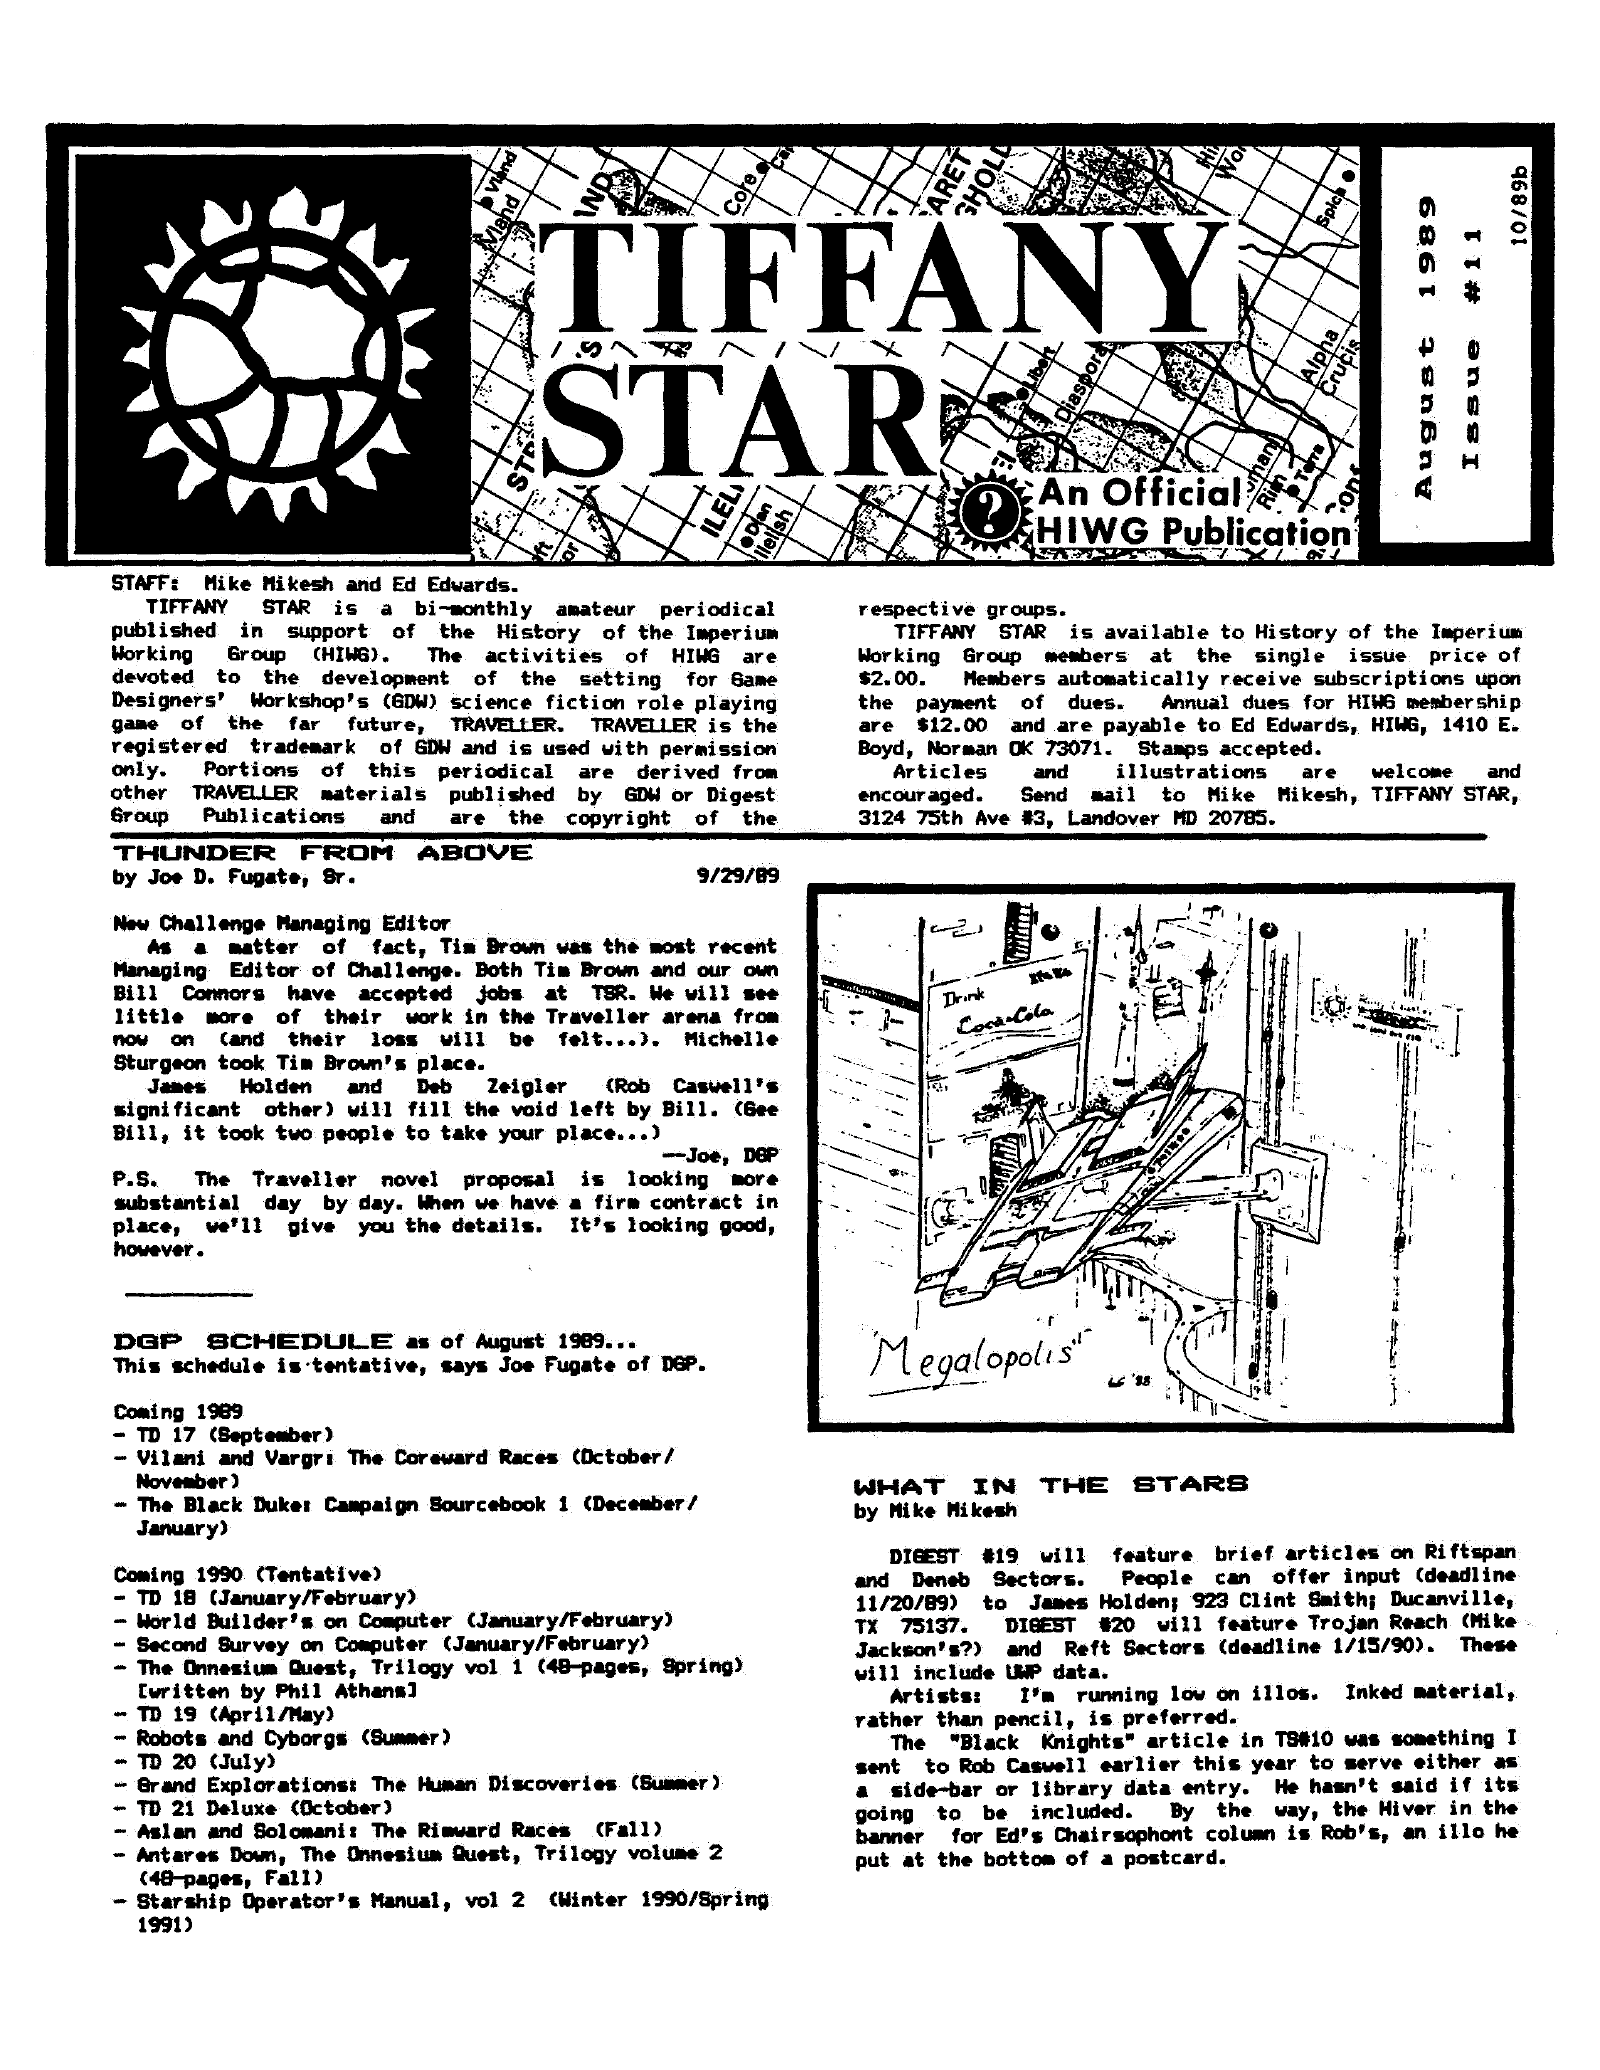 Vland
Vland
Core
Spica
TIFFANY
STAR
Libert
Diaspora
Alpha
Crucis
Terra
Dian
Ilelish
An Official
HIWG Publication
August 1989
Issue #11
10/89b
STAFF:  Mike Mikesh and Ed Edwards.
TIFFANY STAR is a bi-monthly amateur periodical
published in support of the History of the Imperium
Working Group (HIWG). The activities of HIWG are
devoted to the development of the setting for Game
Designers' Workshop's (GDW) science fiction role playing
game of the far future, TRAVELLER. TRAVELLER is the
registered trademark of GDW and is used with permission
only. Portions of this periodical are derived from
other TRAVELLER materials published by GDW or Digest
Group Publications and are the copyright of the
respective groups.
TIFFANY STAR is available to History of the Imperium
Working Group members at the single issue price of
$2.00. Members automatically receive subscriptions upon
the payment of dues. Annual dues for HIWG membership
are $12.00 and are payable to Ed Edwards, HIWG, 1410 E.
Boyd, Norman OK 73071. Stamps accepted.
Articles and illustrations are welcome and
encouraged. Send mail to Mike Mikesh, TIFFANY STAR,
3124 75th Ave #3, Landover MD 20785.
THUNDER FROM ABOVE
by Joe D. Fugate, Sr. 9/29/89
New Challenge Managing Editor
As a matter of fact, Tim Brown was the most recent
Managing Editor of Challenge. Both Tim Brown and our own
Bill Connors have accepted jobs at TSR. We will see
little more of their work in the Traveller arena from
now on (and their loss will be felt...). Michelle
Sturgeon took Tim Brown's place.
James Holden and Deb Zeigler (Rob Caswell's
significant other) will fill the void left by Bill. (Gee
Bill, it took two people to take your place...)
--Joe, DGP
P.S. The Traveller novel proposal is looking more
substantial day by day. When we have a firm contract in
place, we'll give you the details. It's looking good,
however.
DGP SCHEDULE as of August 1989...
This schedule is tentative, says Joe Fugate of DGP.
Coming 1989
- TD 17 (September)
- Vilani and Vargr: The Coreward Races (October/
November)
- The Black Duke: Campaign Sourcebook 1 (December/
January)
Coming 1990 (Tentative)
- TD 18 (January/February)
- World Builder's on Computer (January/February)
- Second Survey on Computer (January/February)
- The Onnesium Quest, Trilogy vol 1 (48-pages, Spring)
[written by Phil Athans]
- TD 19 (April/May)
- Robots and Cyborgs (Summer)
- TD 20 (July)
- Grand Explorations: The Human Discoveries (Summer)
- TD 21 Deluxe (October)
- Aslan and Solomani: The Rimward Races (Fall)
- Antares Down, The Onnesium Quest, Trilogy volume 2
(48-pages, Fall)
- Starship Operator's Manual, vol 2 (Winter 1990/Spring
1991)
Drink
Coca-Cola
"Megalopolis"
'88
WHAT IN THE STARS
by Mike Mikesh
DIGEST #19 will feature brief articles on Riftspan
and Deneb Sectors. People can offer input (deadline
11/20/89) to James Holden; 923 Clint Smith; Ducanville,
TX 75137. DIGEST #20 will feature Trojan Reach (Mike
Jackson's?) and Reft Sectors (deadline 1/15/90). These
will include UWP data.
Artists: I'm running low on illos. Inked material,
rather than pencil, is preferred.
The "Black Knights" article in TS#10 was something I
sent to Rob Caswell earlier this year to serve either as
a side-bar or library data entry. He hasn't said if its
going to be included. By the way, the Hiver in the
banner for Ed's Chairsophont column is Rob's, an illo he
put at the bottom of a postcard.